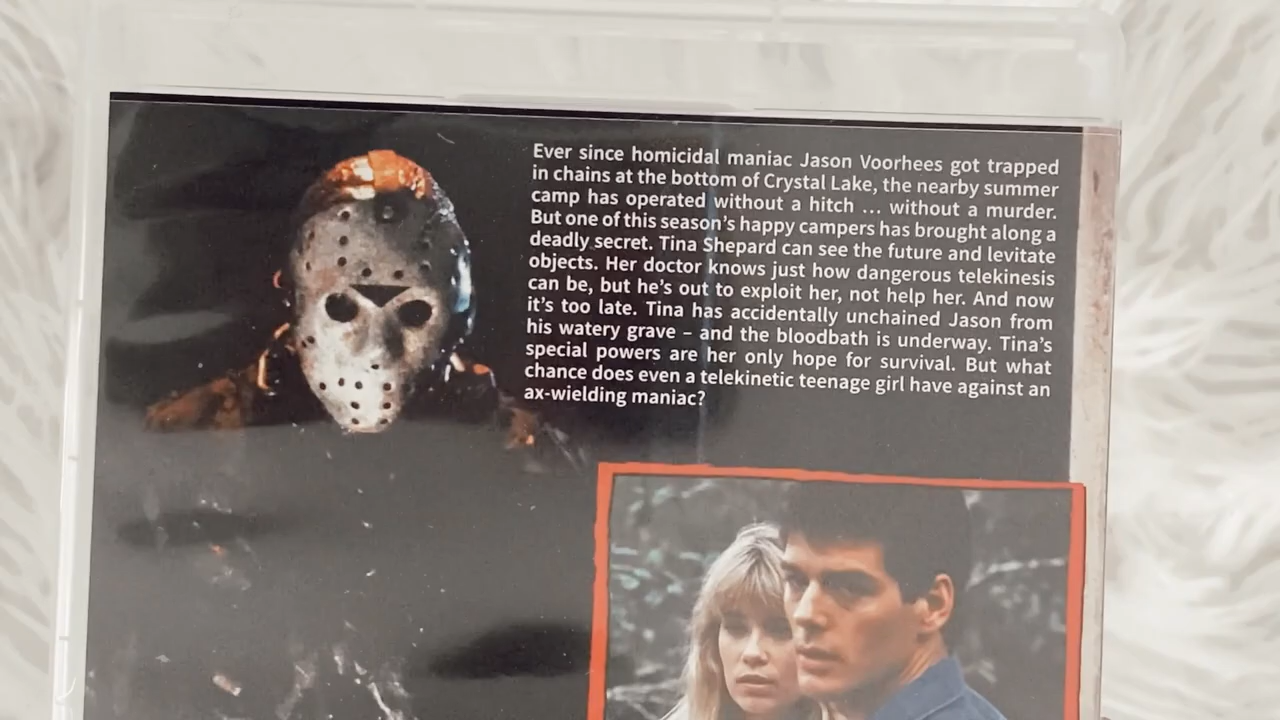 Ever since homicidal maniac Jason Voorhees got trapped
in chains at the bottom of Crystal Lake, the nearby summer
camp has operated without a hitch ... without a murder.
But one of this season's happy campers has brought along a
deadly secret. Tina Shepard can see the future and levitate
objects. Her doctor knows just how dangerous telekinesis
can be, but he's out to exploit her, not help her. And now
it's too late. Tina has accidentally unchained Jason from
his watery grave – and the bloodbath is underway. Tina's
special powers are her only hope for survival. But what
chance does even a telekinetic teenage girl have against an
ax-wielding maniac?